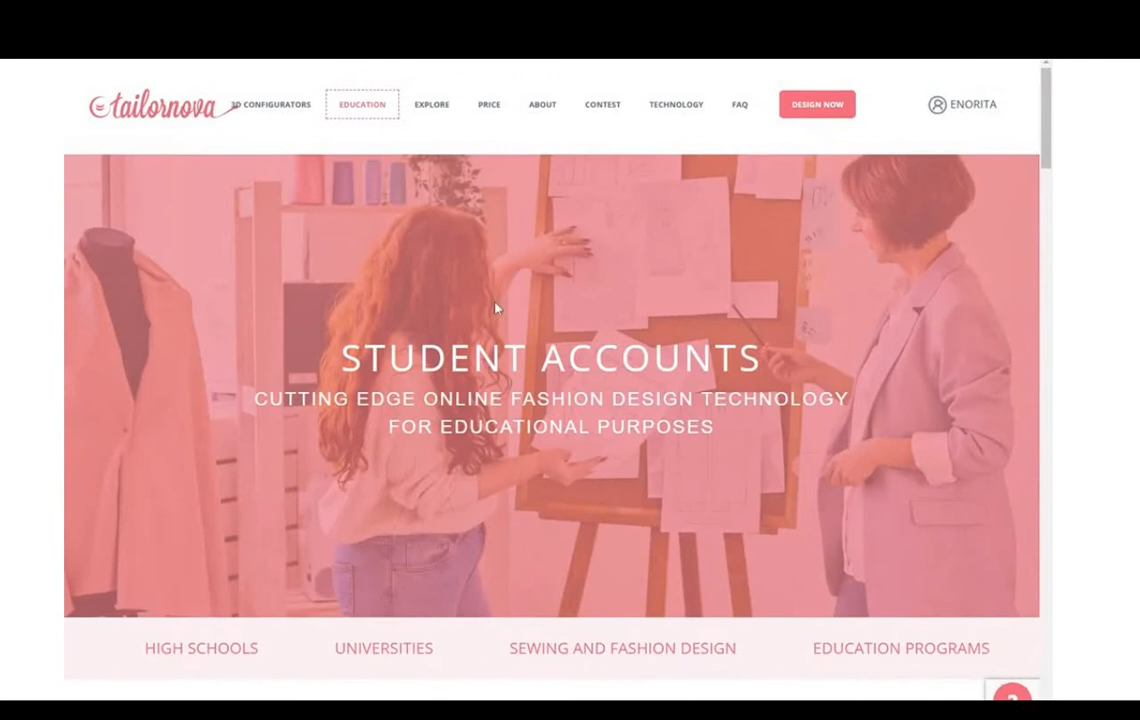 tailornova
3D CONFIGURATORS
EDUCATION
EXPLORE
PRICE
ABOUT
CONTEST
TECHNOLOGY
FAQ
DESIGN NOW
ENORITA
STUDENT ACCOUNTS
CUTTING EDGE ONLINE FASHION DESIGN TECHNOLOGY
FOR EDUCATIONAL PURPOSES
HIGH SCHOOLS
UNIVERSITIES
SEWING AND FASHION DESIGN
EDUCATION PROGRAMS